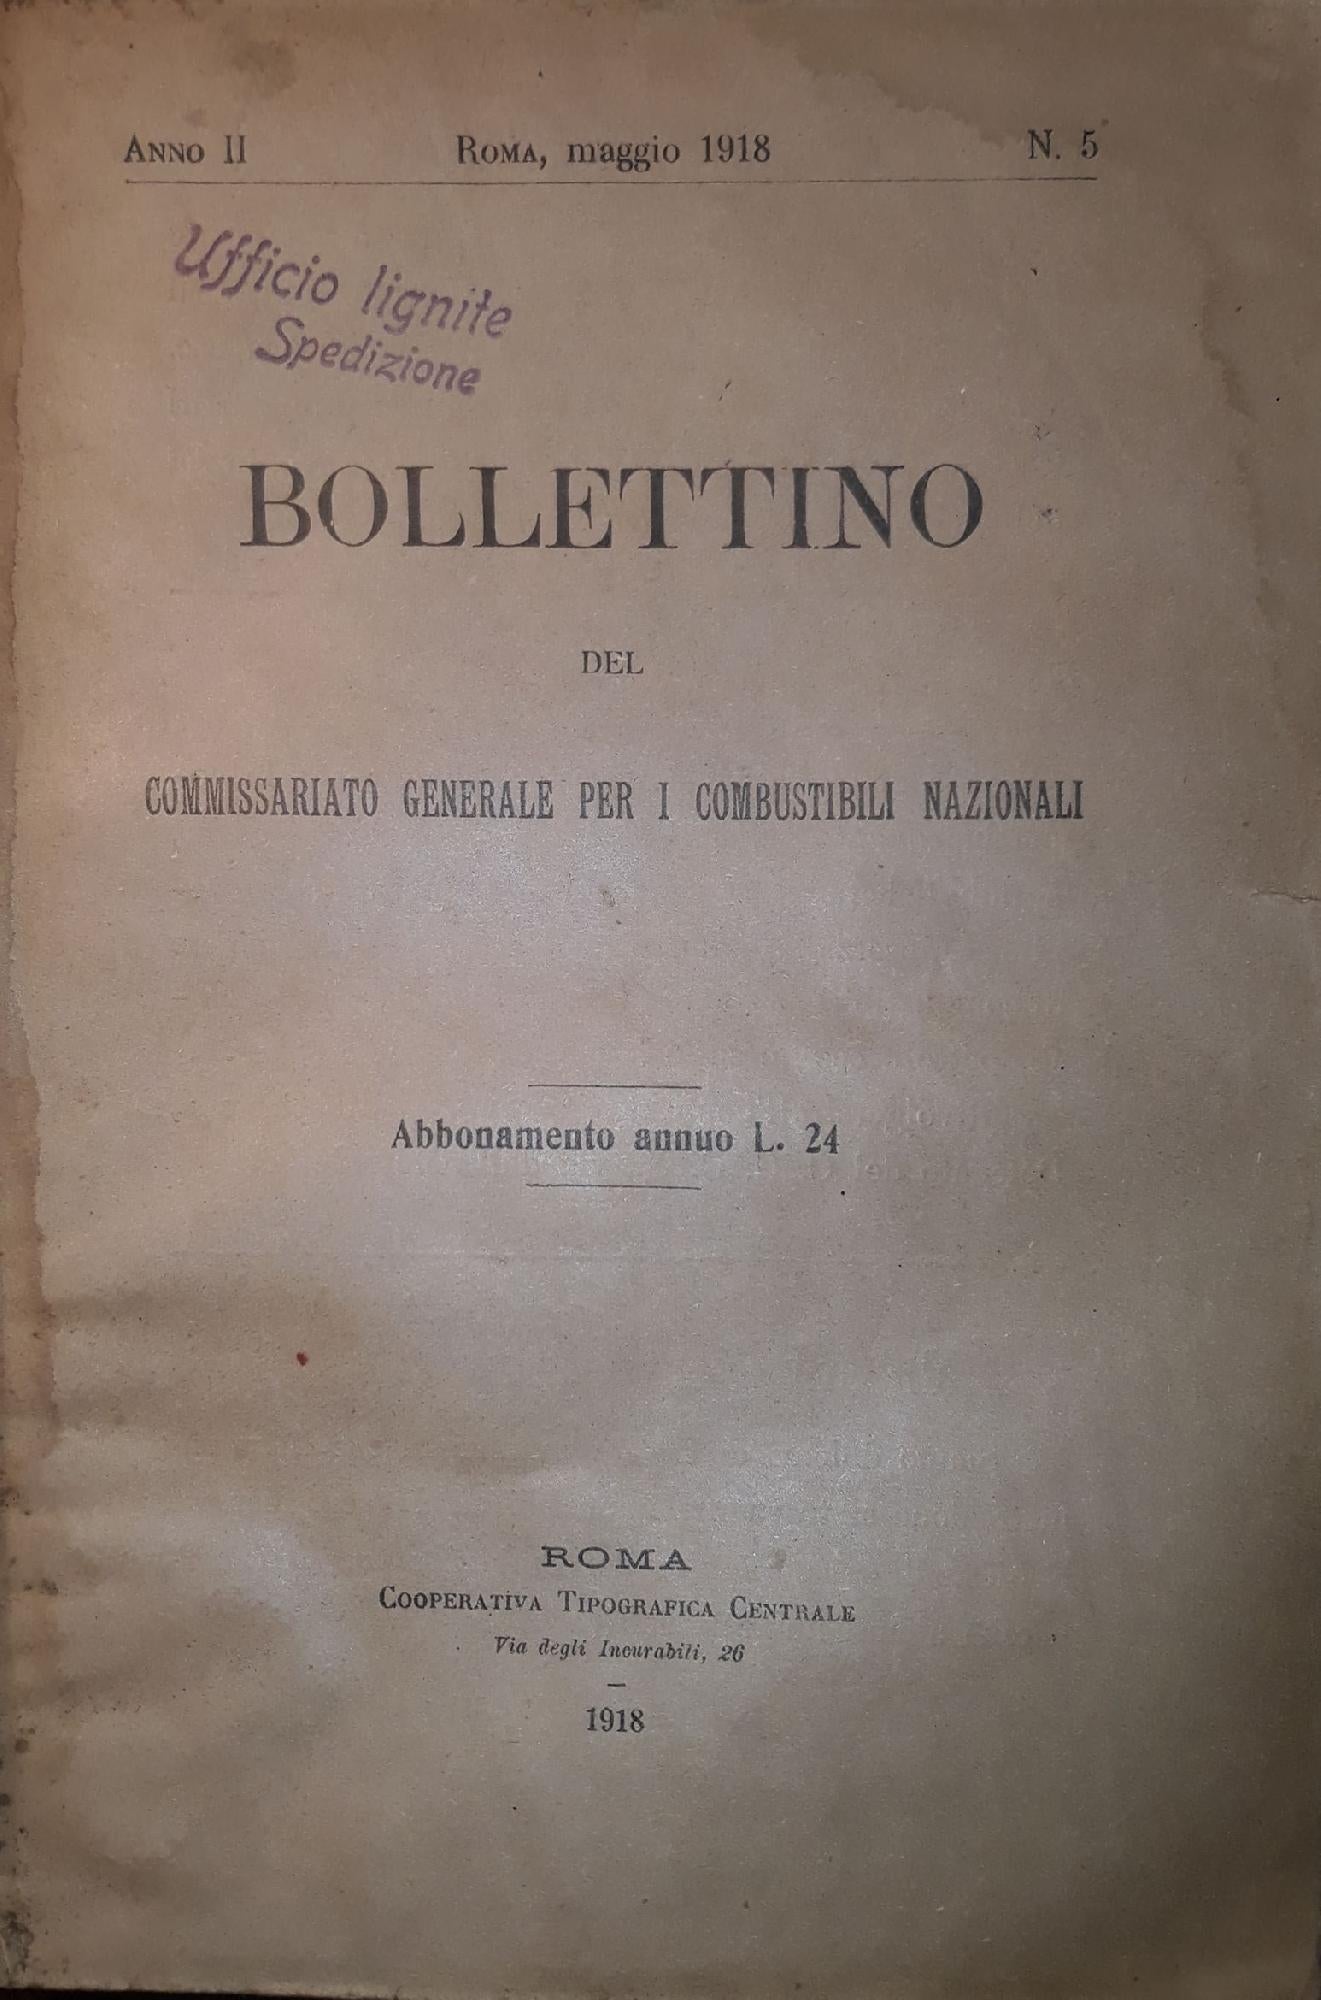 ANNO II ROMA, maggio 1918 N. 5
Ufficio lignite
Spedizione
BOLLETTINO
DEL
COMMISSARIATO GENERALE PER I COMBUSTIBILI NAZIONALI
Abbonamento annuo L. 24
ROMA
COOPERATIVA TIPOGRAFICA CENTRALE
Via degli Incurabili, 26
1918